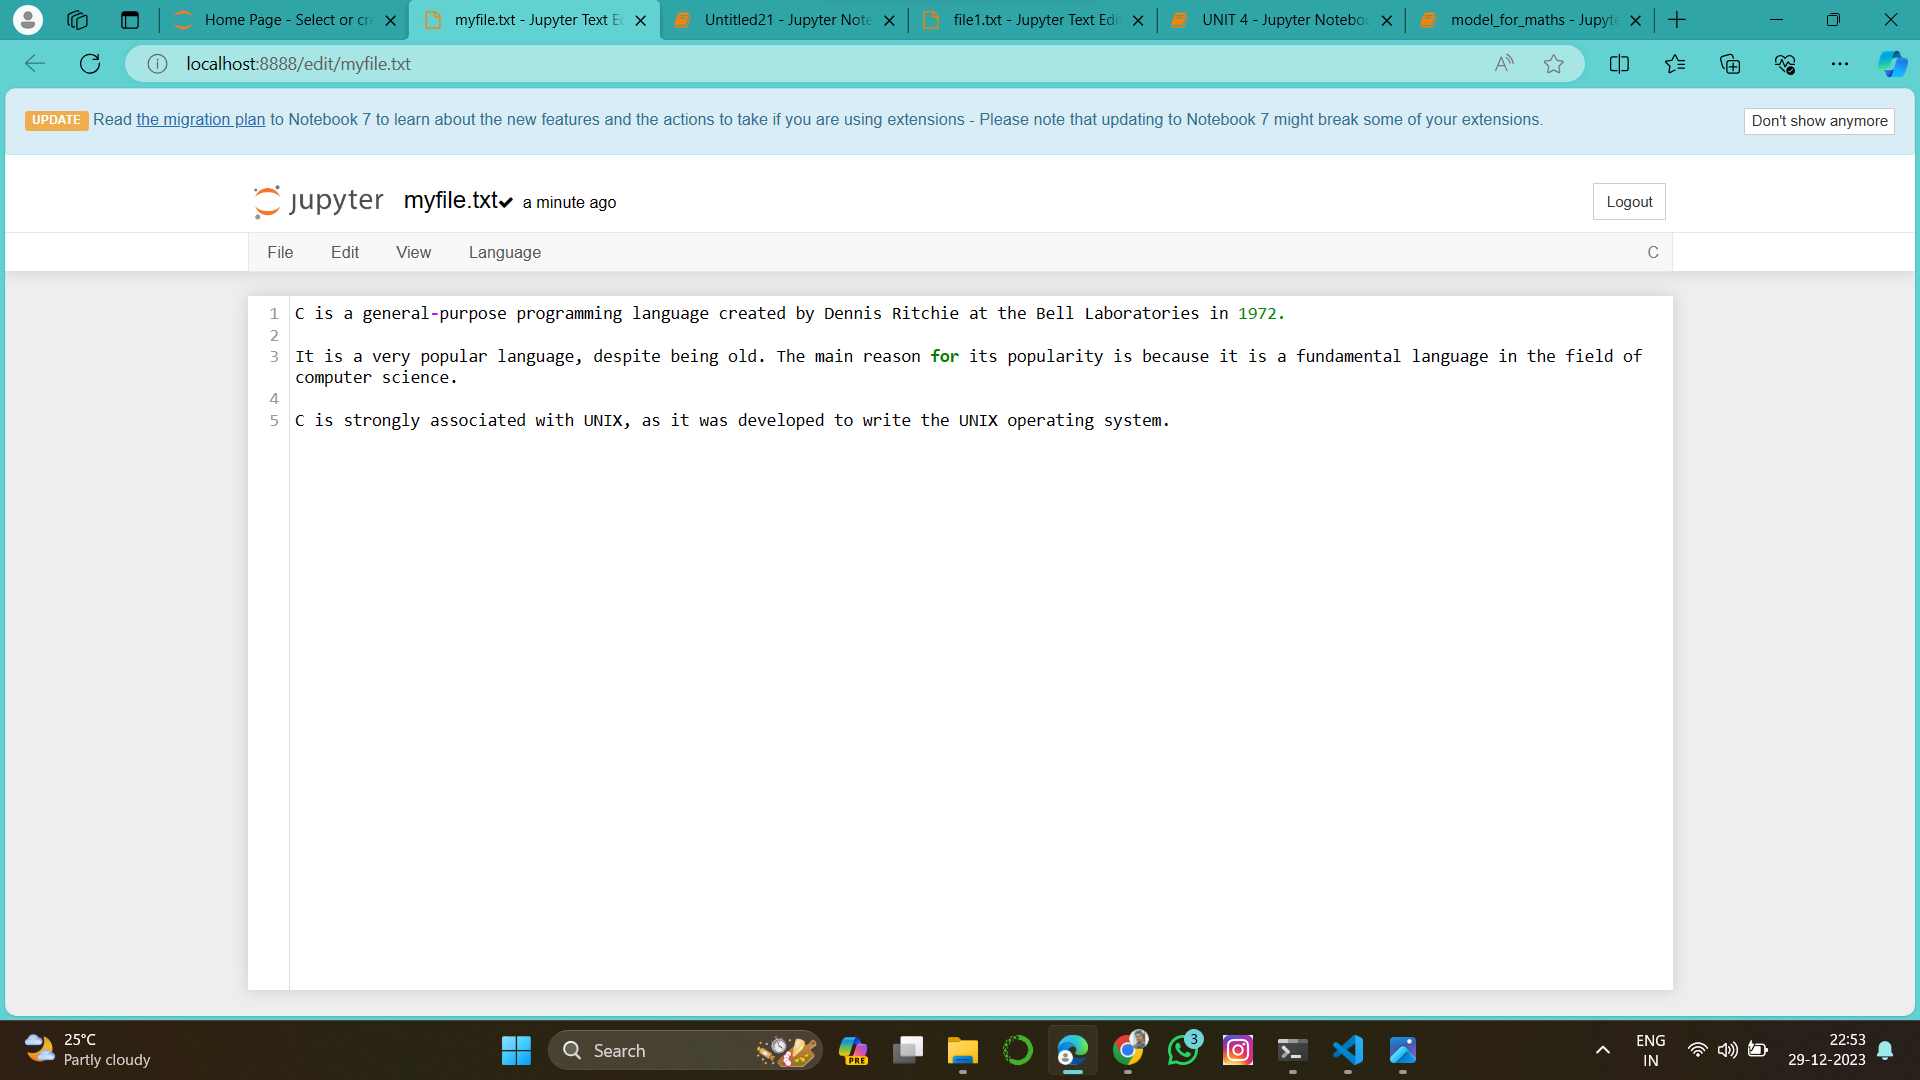 Home Page - Select or cre
myfile.txt - Jupyter Text Ed
Untitled21 - Jupyter Note
file1.txt - Jupyter Text Edit
UNIT 4 - Jupyter Noteboo
model_for_maths - Jupyte
localhost:8888/edit/myfile.txt
UPDATE Read the migration plan to Notebook 7 to learn about the new features and the actions to take if you are using extensions - Please note that updating to Notebook 7 might break some of your extensions.
Don't show anymore
jupyter myfile.txt a minute ago
Logout
File Edit View Language C
1 C is a general-purpose programming language created by Dennis Ritchie at the Bell Laboratories in 1972.
2
3 It is a very popular language, despite being old. The main reason for its popularity is because it is a fundamental language in the field of
computer science.
4
5 C is strongly associated with UNIX, as it was developed to write the UNIX operating system.
25°C
Partly cloudy
Search
PRE
3
ENG
IN
22:53
29-12-2023